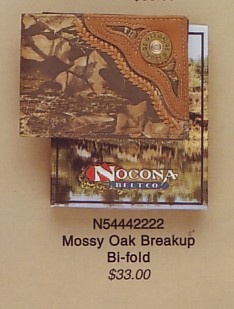 NOCONA
BELT CO.
N54442222
Mossy Oak Breakup
Bi-fold
$33.00